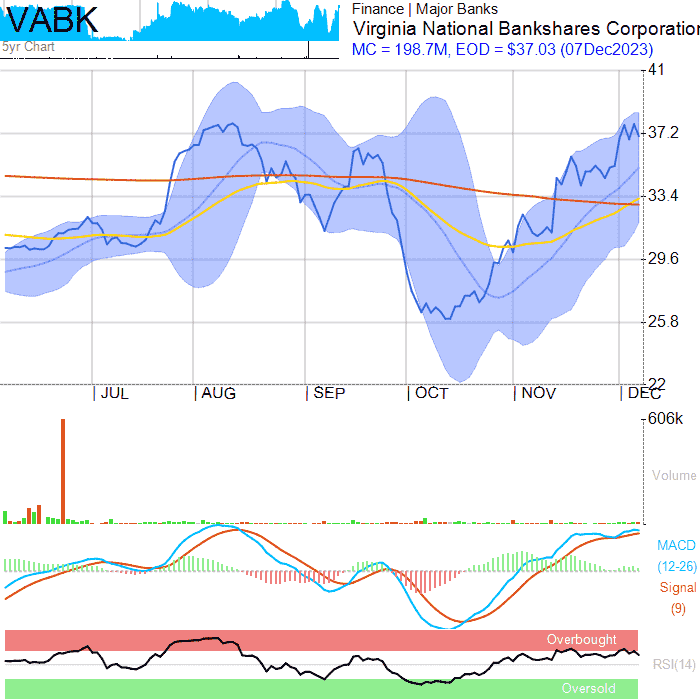 VABK
Finance | Major Banks
Virginia National Bankshares Corporation
5yr Chart
MC = 198.7M, EOD = $37.03 (07Dec2023)
41
37.2
33.4
29.6
25.8
22
JUL
AUG
SEP
OCT
NOV
DEC
606k
Volume
MACD
(12-26)
Signal
(9)
Overbought
RSI(14)
Oversold